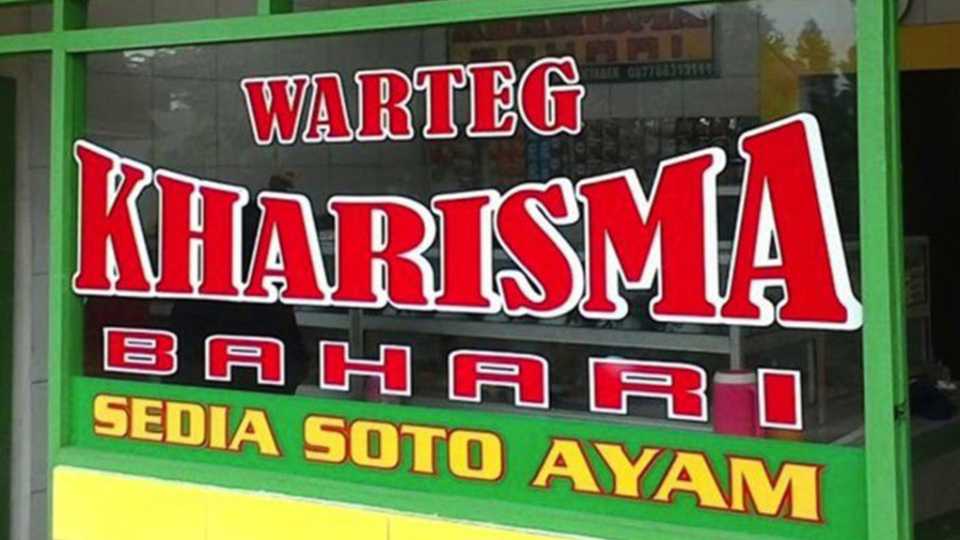 WARTEG
KHARISMA
BAHARI
SEDIA SOTO AYAM